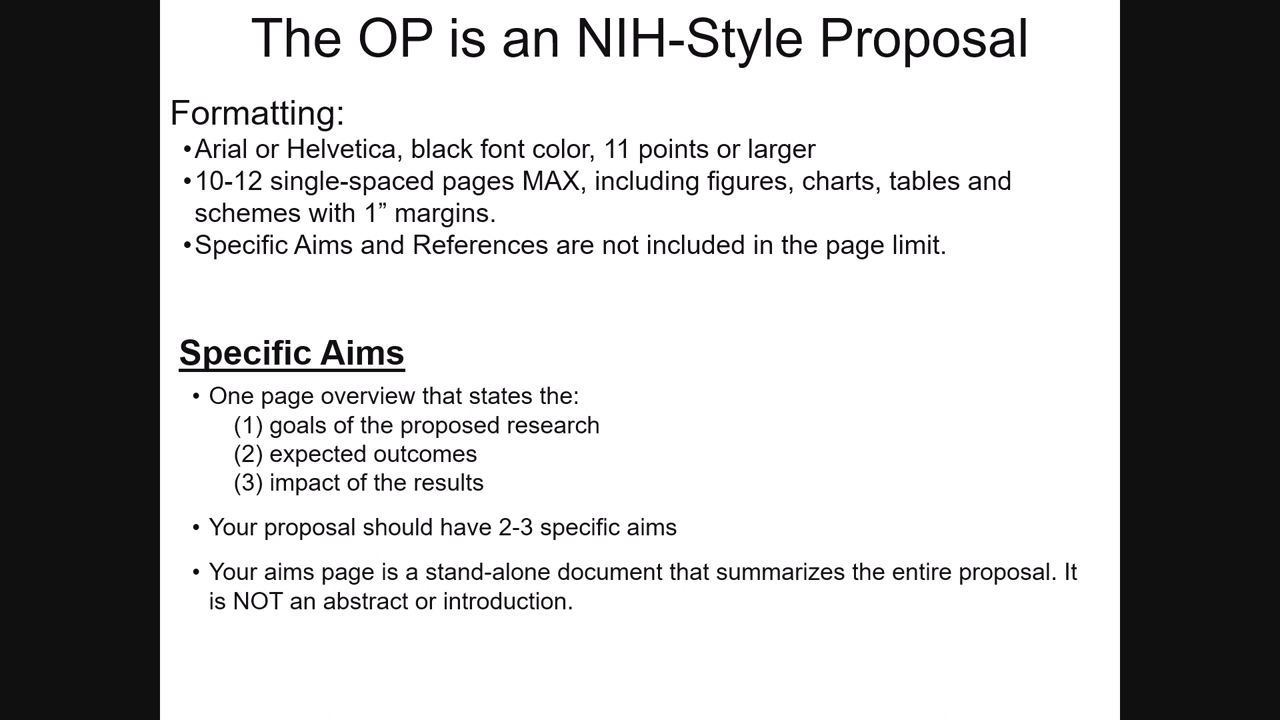 The OP is an NIH-Style Proposal
Formatting:
•Arial or Helvetica, black font color, 11 points or larger
•10-12 single-spaced pages MAX, including figures, charts, tables and
schemes with 1” margins.
•Specific Aims and References are not included in the page limit.
Specific Aims
• One page overview that states the:
(1) goals of the proposed research
(2) expected outcomes
(3) impact of the results
• Your proposal should have 2-3 specific aims
• Your aims page is a stand-alone document that summarizes the entire proposal. It
is NOT an abstract or introduction.